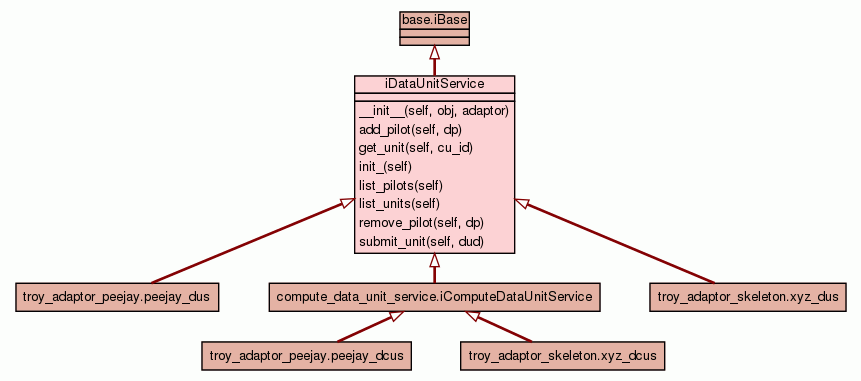 base.iBase
iDataUnitService
__init__(self, obj, adaptor)
add_pilot(self, dp)
get_unit(self, cu_id)
init_(self)
list_pilots(self)
list_units(self)
remove_pilot(self, dp)
submit_unit(self, dud)
troy_adaptor_peejay.peejay_dus
compute_data_unit_service.iComputeDataUnitService
troy_adaptor_skeleton.xyz_dus
troy_adaptor_peejay.peejay_dcus
troy_adaptor_skeleton.xyz_dcus